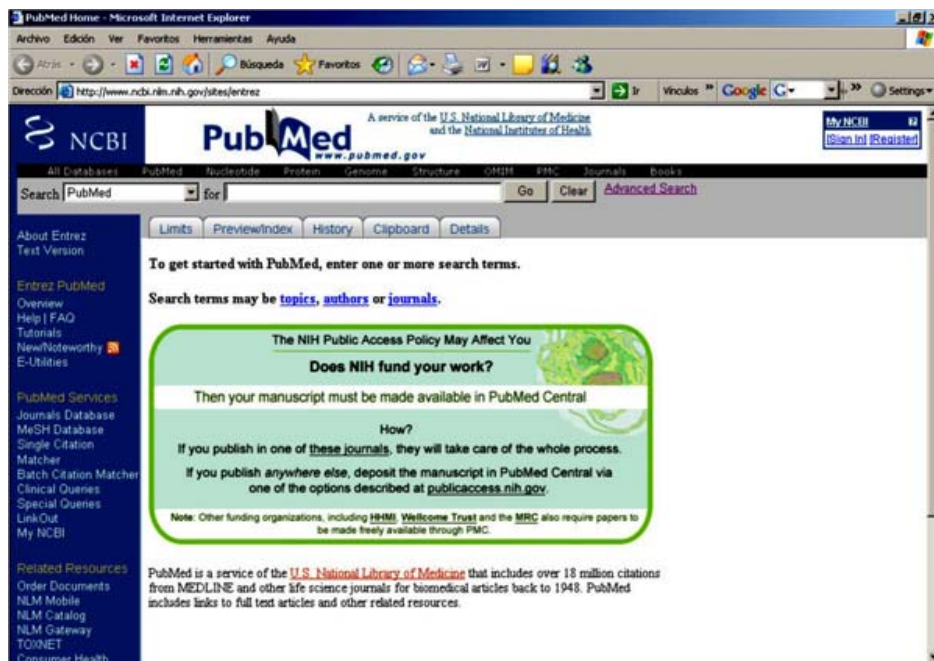 PubMed Home - Microsoft Internet Explorer
Archivo Edición Ver Favoritos Herramientas Ayuda
Atrás Búsqueda Favoritos
Dirección http://www.ncbi.nlm.nih.gov/sites/entrez Ir Vínculos » Google G Settings
NCBI
PubMed
www.pubmed.gov
A service of the U.S. National Library of Medicine
and the National Institutes of Health
My NCBI
[Sign In] [Register]
All Databases PubMed Nucleotide Protein Genome Structure OMIM PMC Journals Books
Search PubMed for Go Clear Advanced Search
Limits Preview/Index History Clipboard Details
About Entrez
Text Version
Entrez PubMed
Overview
Help | FAQ
Tutorials
New/Noteworthy
E-Utilities
PubMed Services
Journals Database
MeSH Database
Single Citation
Matcher
Batch Citation Matcher
Clinical Queries
Special Queries
LinkOut
My NCBI
Related Resources
Order Documents
NLM Mobile
NLM Catalog
NLM Gateway
TOXNET
Consumer Health
To get started with PubMed, enter one or more search terms.
Search terms may be topics, authors or journals.
The NIH Public Access Policy May Affect You
Does NIH fund your work?
Then your manuscript must be made available in PubMed Central
How?
If you publish in one of these journals, they will take care of the whole process.
If you publish anywhere else, deposit the manuscript in PubMed Central via
one of the options described at publicaccess.nih.gov.
Note: Other funding organizations, including HHMI, Wellcome Trust and the MRC also require papers to
be made freely available through PMC.
PubMed is a service of the U.S. National Library of Medicine that includes over 18 million citations
from MEDLINE and other life science journals for biomedical articles back to 1948. PubMed
includes links to full text articles and other related resources.